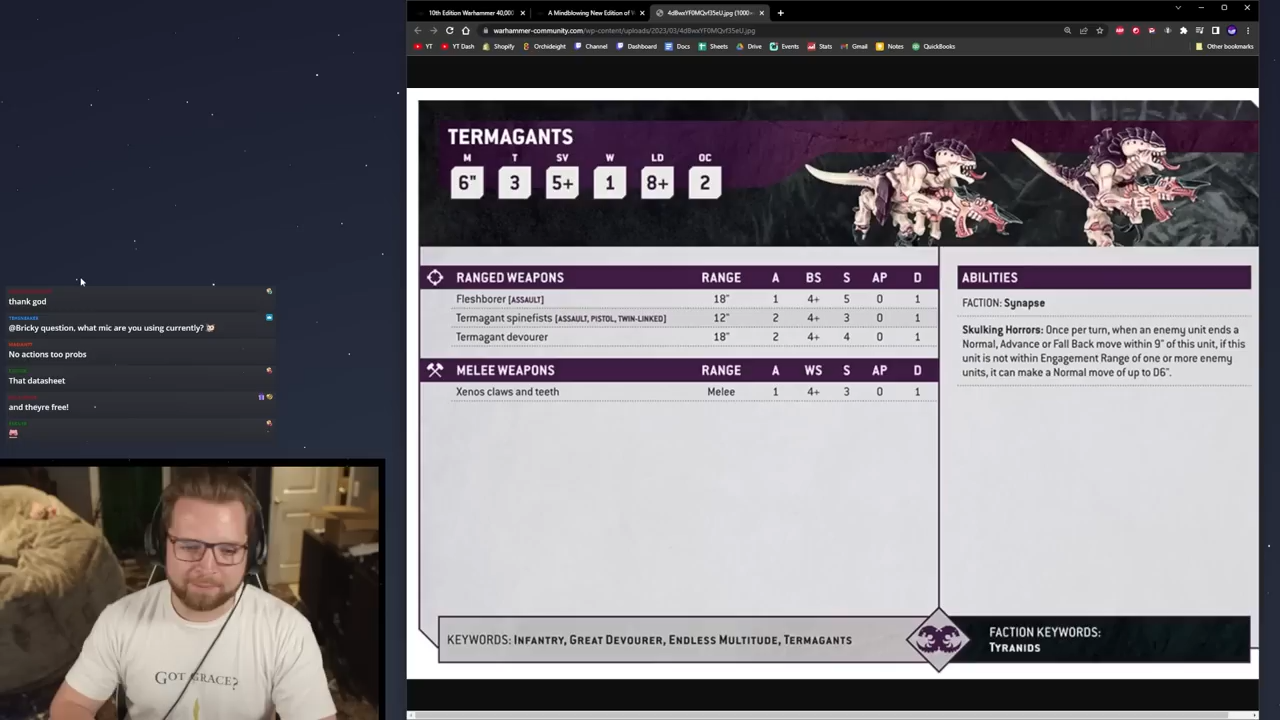 10th Edition Warhammer 40,000
A Mindblowing New Edition of
4dBwxYF0MQvf35eU.jpg (1000×
warhammer-community.com/wp-content/uploads/2023/03/4dBwxYF0MQvf35eU.jpg
YT YT Dash Shopify Orchideight Channel Dashboard Docs Sheets Drive Events Stats Gmail Notes QuickBooks Other bookmarks
TERMAGANTS
M T SV W LD OC
6" 3 5+ 1 8+ 2
RANGED WEAPONS RANGE A BS S AP D
Fleshborer [ASSAULT] 18" 1 4+ 5 0 1
Termagant spinefists [ASSAULT, PISTOL, TWIN-LINKED] 12" 2 4+ 3 0 1
Termagant devourer 18" 2 4+ 4 0 1
MELEE WEAPONS RANGE A WS S AP D
Xenos claws and teeth Melee 1 4+ 3 0 1
ABILITIES
FACTION: Synapse
Skulking Horrors: Once per turn, when an enemy unit ends a
Normal, Advance or Fall Back move within 9" of this unit, if this
unit is not within Engagement Range of one or more enemy
units, it can make a Normal move of up to D6".
KEYWORDS: INFANTRY, GREAT DEVOURER, ENDLESS MULTITUDE, TERMAGANTS
FACTION KEYWORDS:
TYRANIDS
thank god
@Bricky question, what mic are you using currently?
No actions too probs
That datasheet
and theyre free!
GOT GRACE?